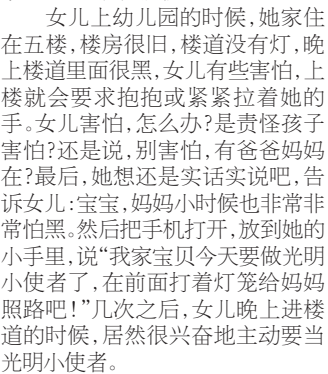 女儿上幼儿园的时候,她家住
在五楼,楼房很旧,楼道没有灯,晚
上楼道里面很黑,女儿有些害怕,上
楼就会要求抱抱或紧紧拉着她的
手。女儿害怕,怎么办?是责怪孩子
害怕?还是说,别害怕,有爸爸妈妈
在?最后,她想还是实话实说吧,告
诉女儿:宝宝,妈妈小时候也非常非
常怕黑。然后把手机打开,放到她的
小手里,说“我家宝贝今天要做光明
小使者了,在前面打着灯笼给妈妈
照路吧!”几次之后,女儿晚上进楼
道的时候,居然很兴奋地主动要当
光明小使者。